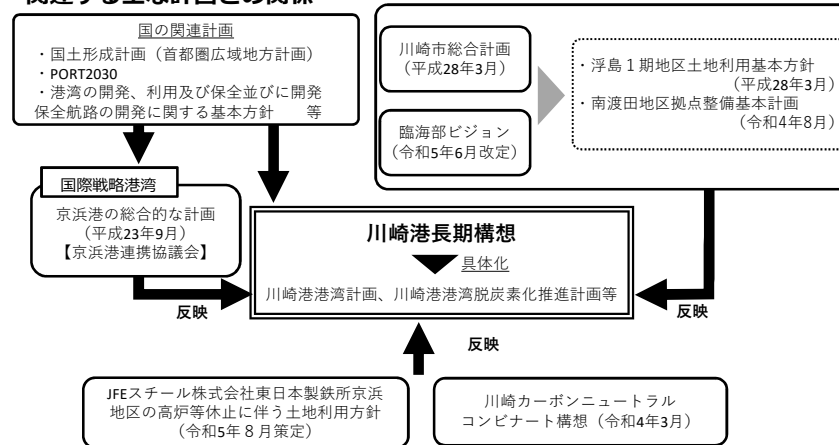 関連する主な計画との関係
国の関連計画
・国土形成計画（首都圏広域地方計画）
・PORT2030
・港湾の開発、利用及び保全並びに開発
保全航路の開発に関する基本方針　等
川崎市総合計画
（平成28年3月）
臨海部ビジョン
（令和5年6月改定）
・浮島１期地区土地利用基本方針
（平成28年3月）
・南渡田地区拠点整備基本計画
（令和4年8月）
国際戦略港湾
京浜港の総合的な計画
（平成23年9月）
【京浜港連携協議会】
川崎港長期構想
具体化
川崎港港湾計画、川崎港港湾脱炭素化推進計画等
反映
反映
反映
JFEスチール株式会社東日本製鉄所京浜
地区の高炉等休止に伴う土地利用方針
（令和5年８月策定）
川崎カーボンニュートラル
コンビナート構想（令和4年3月）